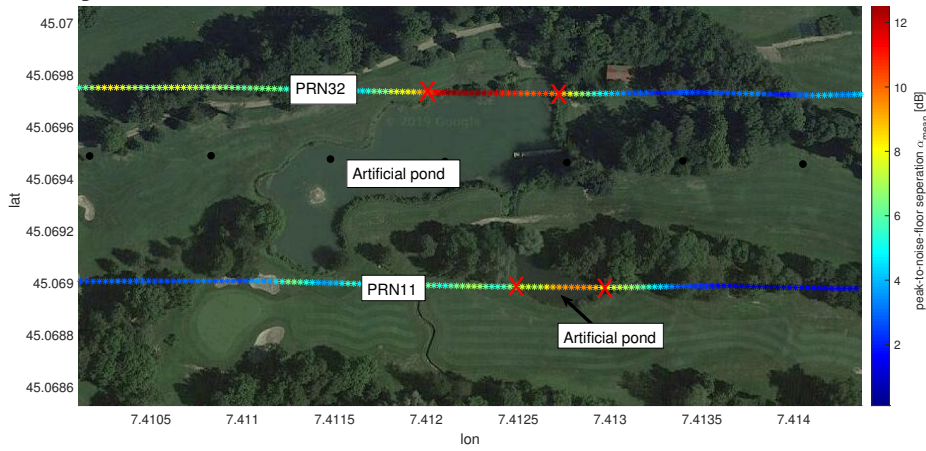 45.07
45.0698
45.0696
45.0694
45.0692
45.069
45.0688
45.0686
lat
PRN32
© 2019 Google
Artificial pond
PRN11
Artificial pond
7.4105
7.411
7.4115
7.412
7.4125
7.413
7.4135
7.414
lon
12
10
8
6
4
2
peak-to-noise-floor seperation α_mean [dB]